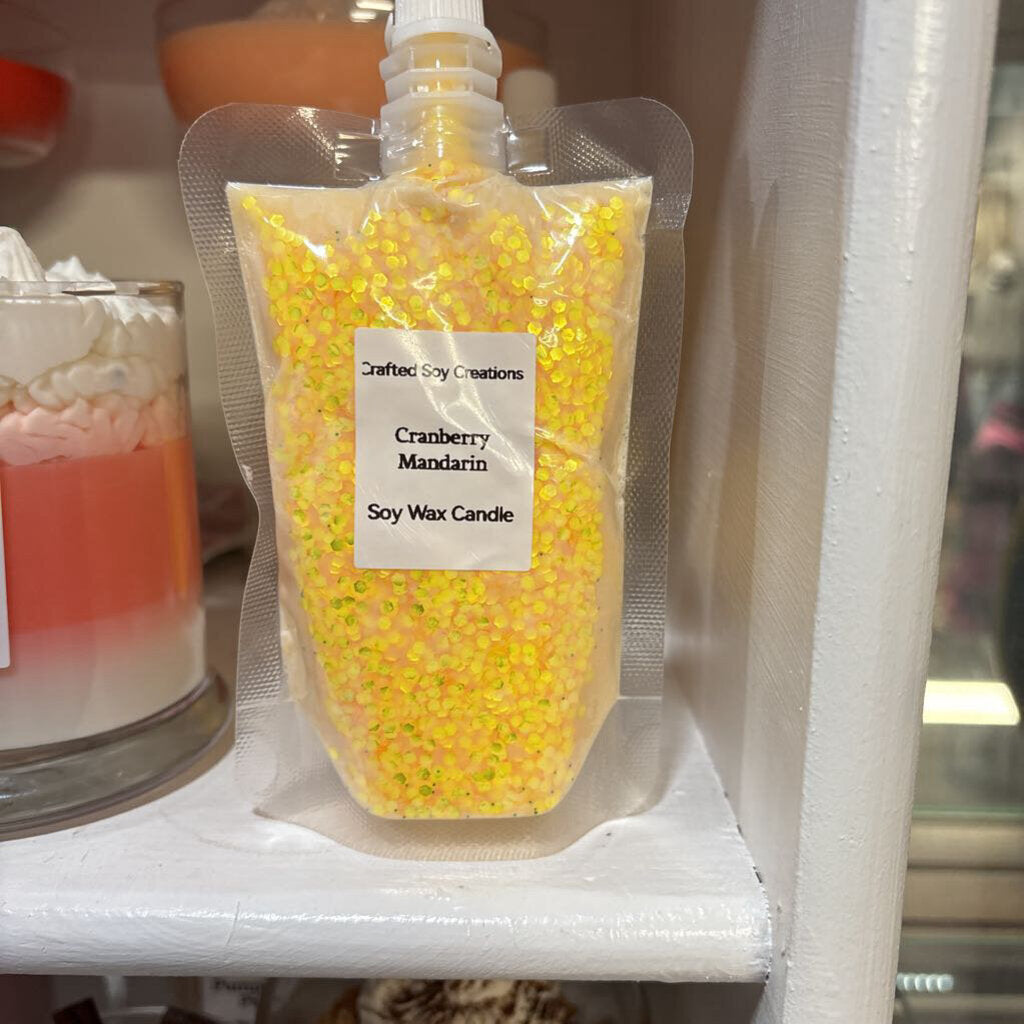 Crafted Soy Creations
Cranberry
Mandarin
Soy Wax Candle